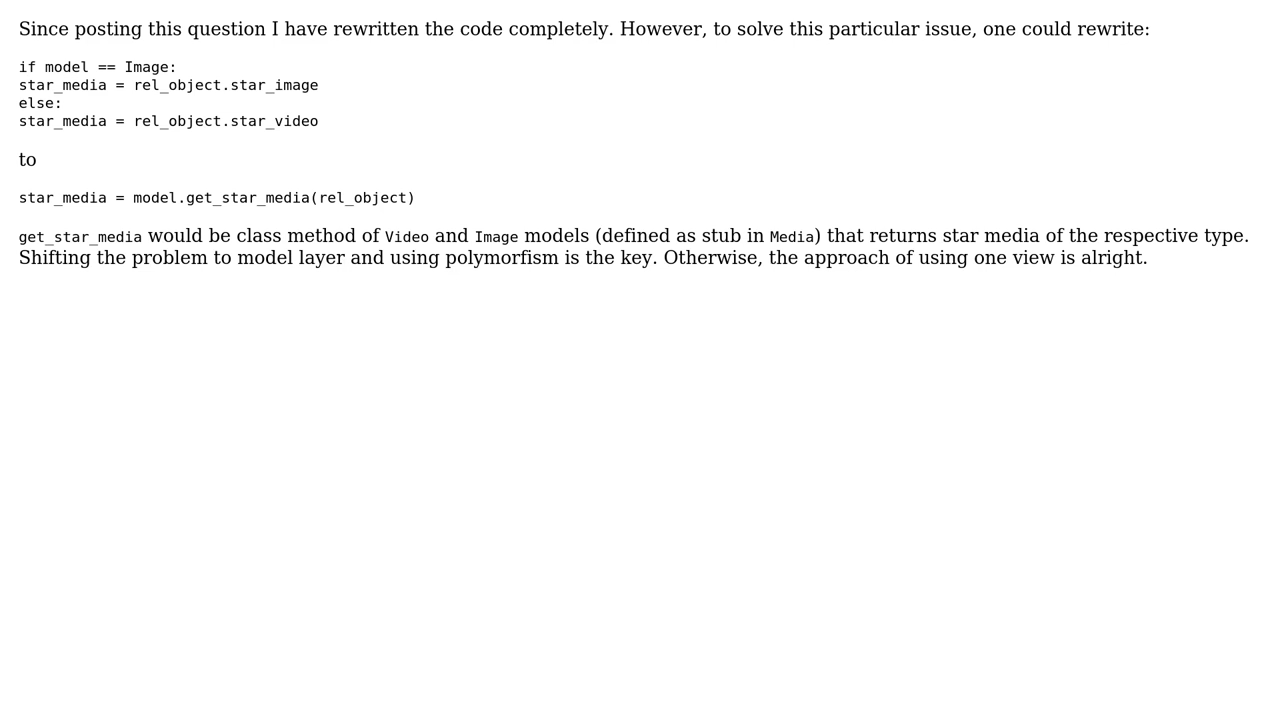 Since posting this question I have rewritten the code completely. However, to solve this particular issue, one could rewrite:
if model == Image:
star_media = rel_object.star_image
else:
star_media = rel_object.star_video
to
star_media = model.get_star_media(rel_object)
get_star_media would be class method of Video and Image models (defined as stub in Media) that returns star media of the respective type.
Shifting the problem to model layer and using polymorfism is the key. Otherwise, the approach of using one view is alright.